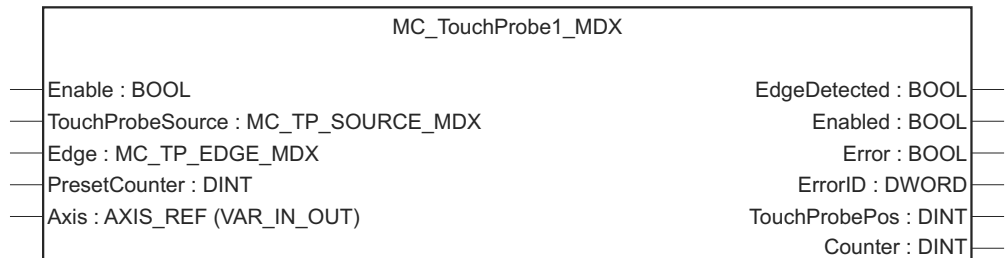 MC_TouchProbe1_MDX
Enable : BOOL EdgeDetected : BOOL
TouchProbeSource : MC_TP_SOURCE_MDX Enabled : BOOL
Edge : MC_TP_EDGE_MDX Error : BOOL
PresetCounter : DINT ErrorID : DWORD
Axis : AXIS_REF (VAR_IN_OUT) TouchProbePos : DINT
Counter : DINT